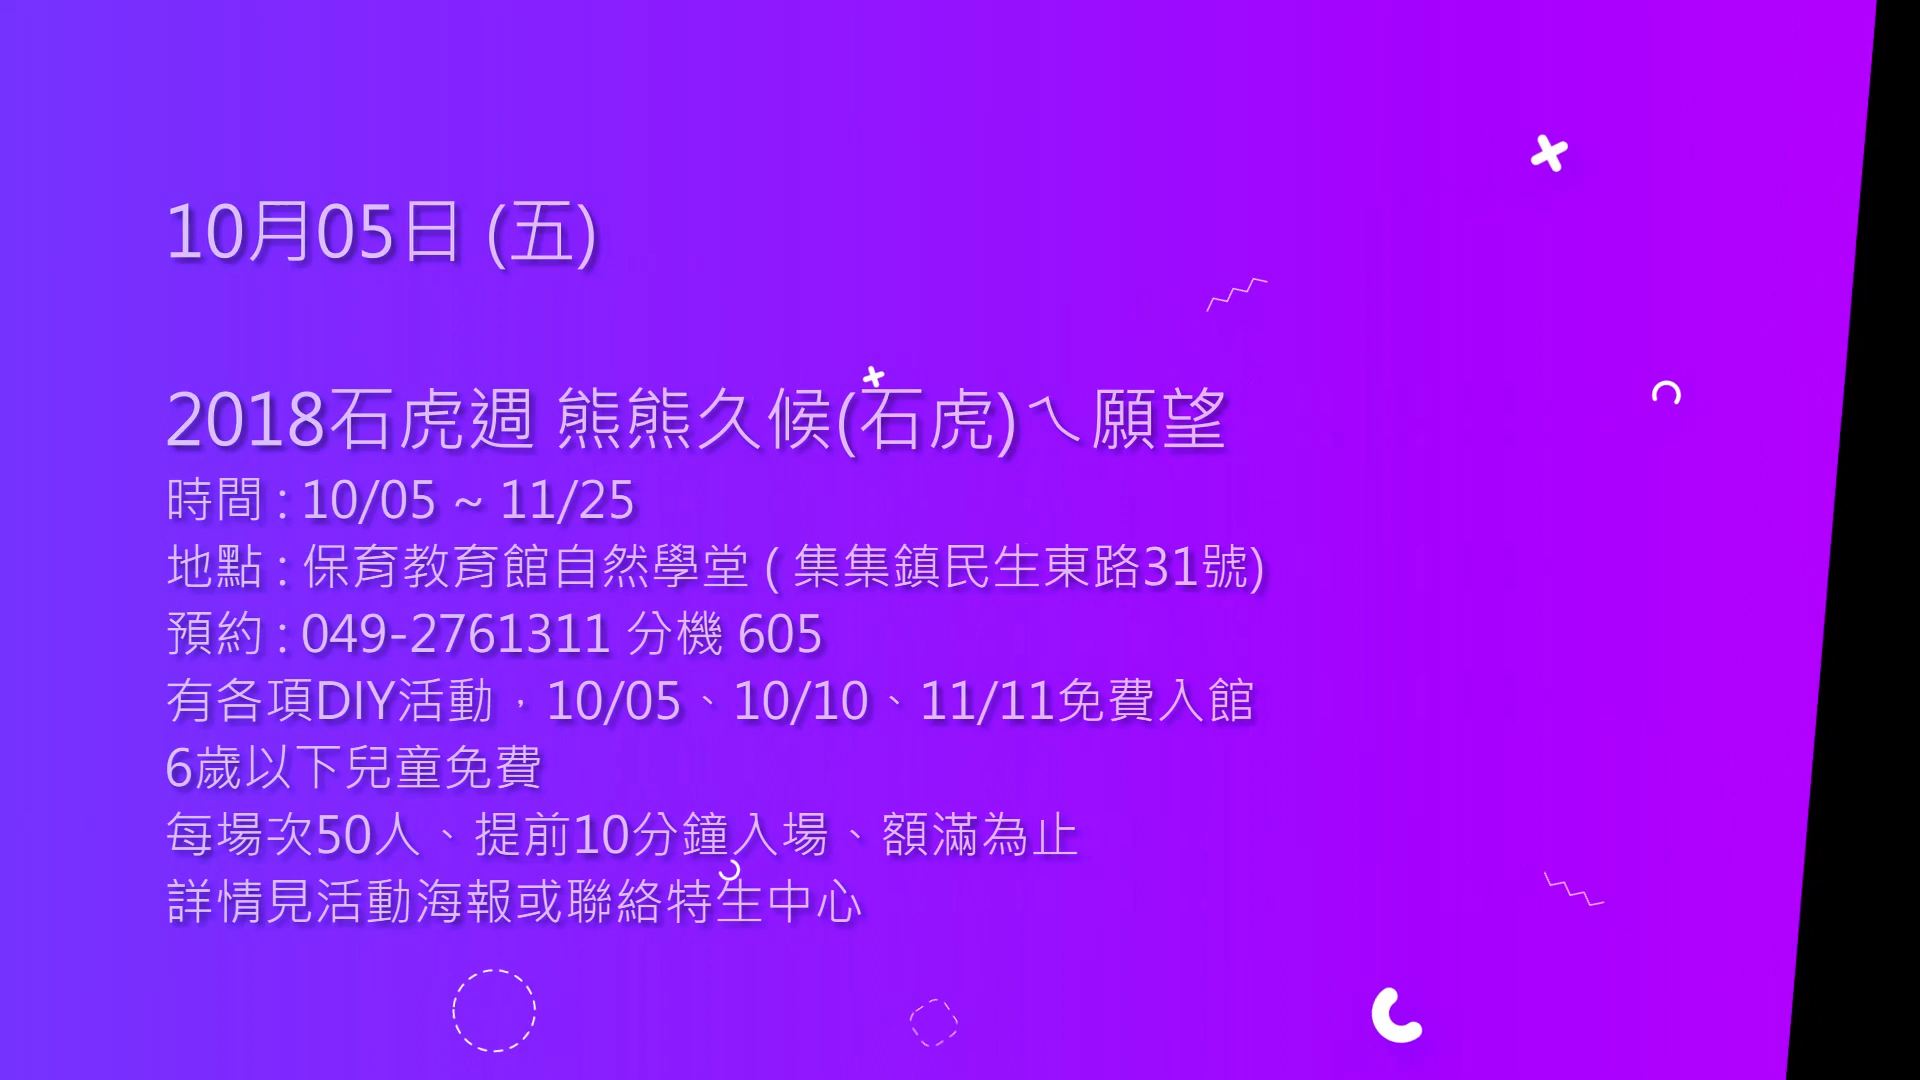 10月05日 (五)
2018石虎週 熊熊久候(石虎)ㄟ願望
時間 : 10/05 ~ 11/25
地點 : 保育教育館自然學堂 ( 集集鎮民生東路31號)
預約 : 049-2761311 分機 605
有各項DIY活動，10/05、10/10、11/11免費入館
6歲以下兒童免費
每場次50人、提前10分鐘入場、額滿為止
詳情見活動海報或聯絡特生中心